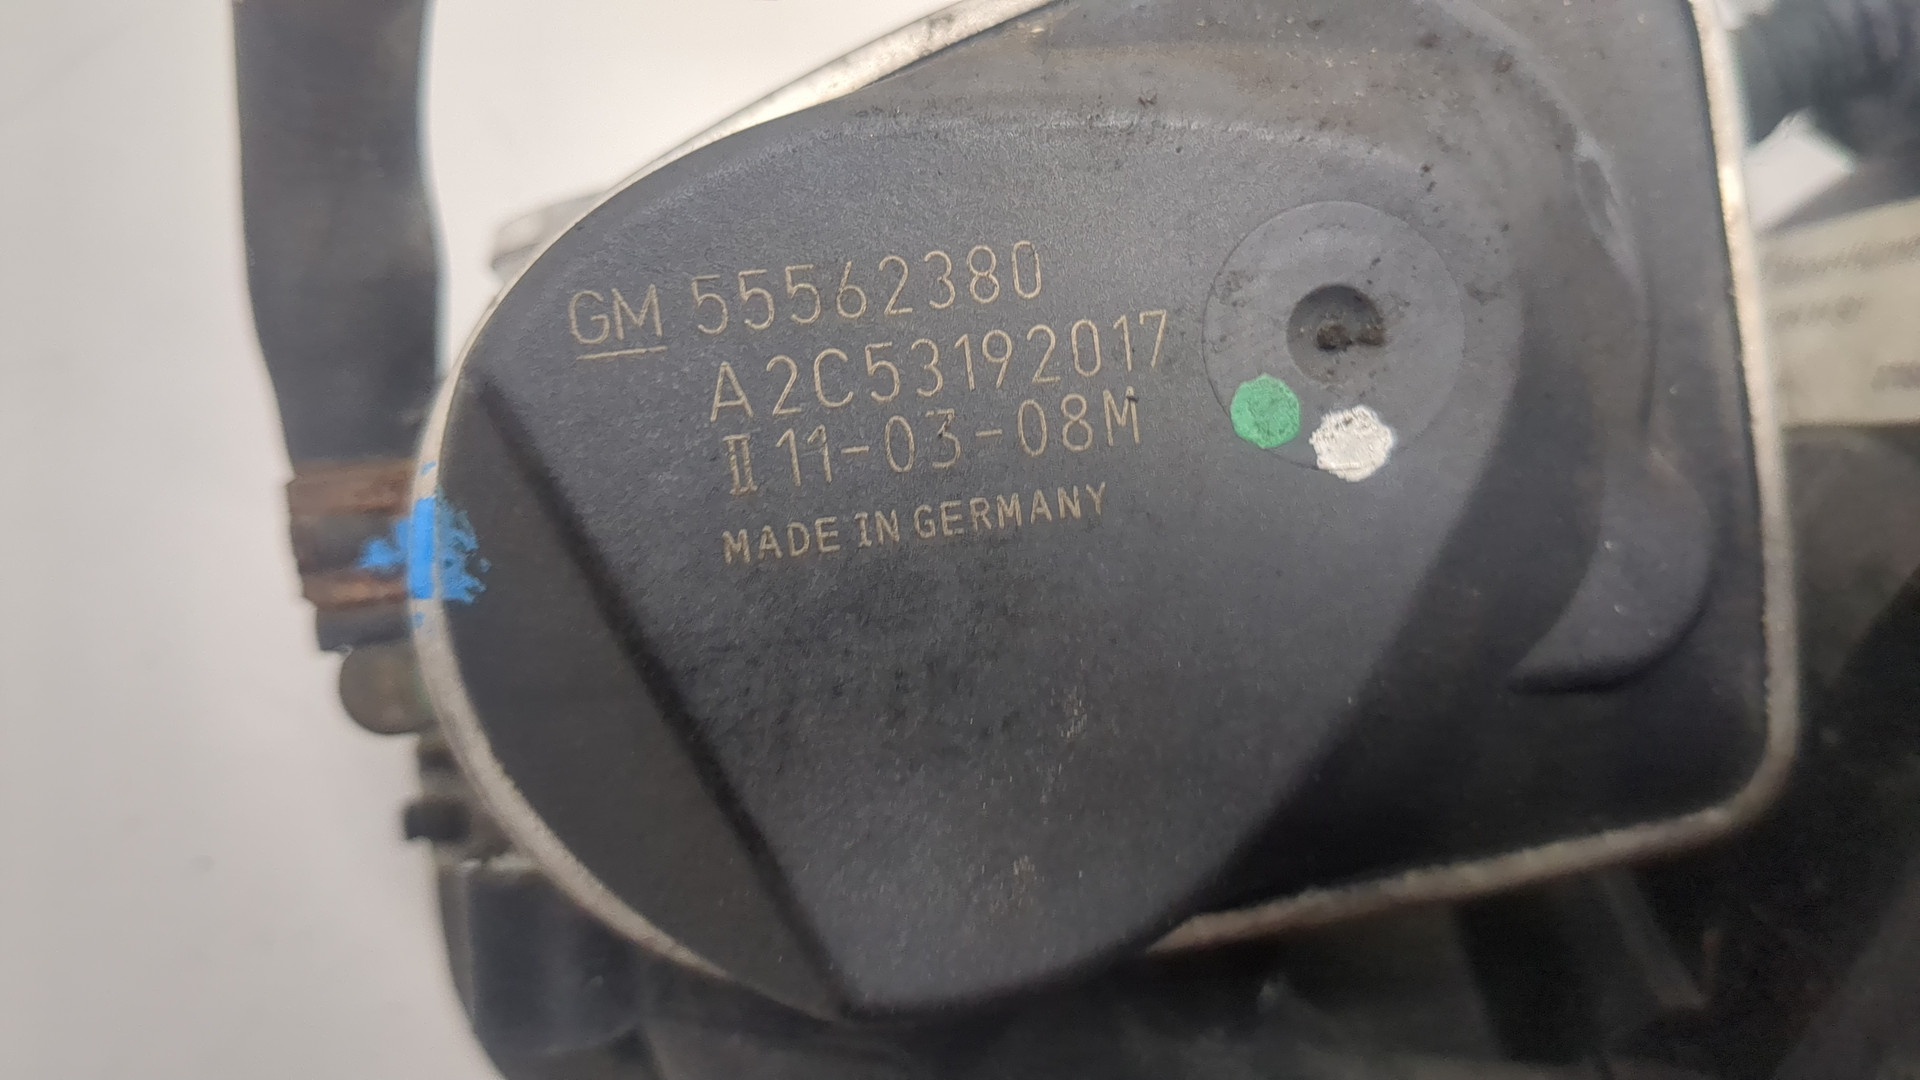 GM 55562380
A2C53192017
II 11-03-08M
MADE IN GERMANY